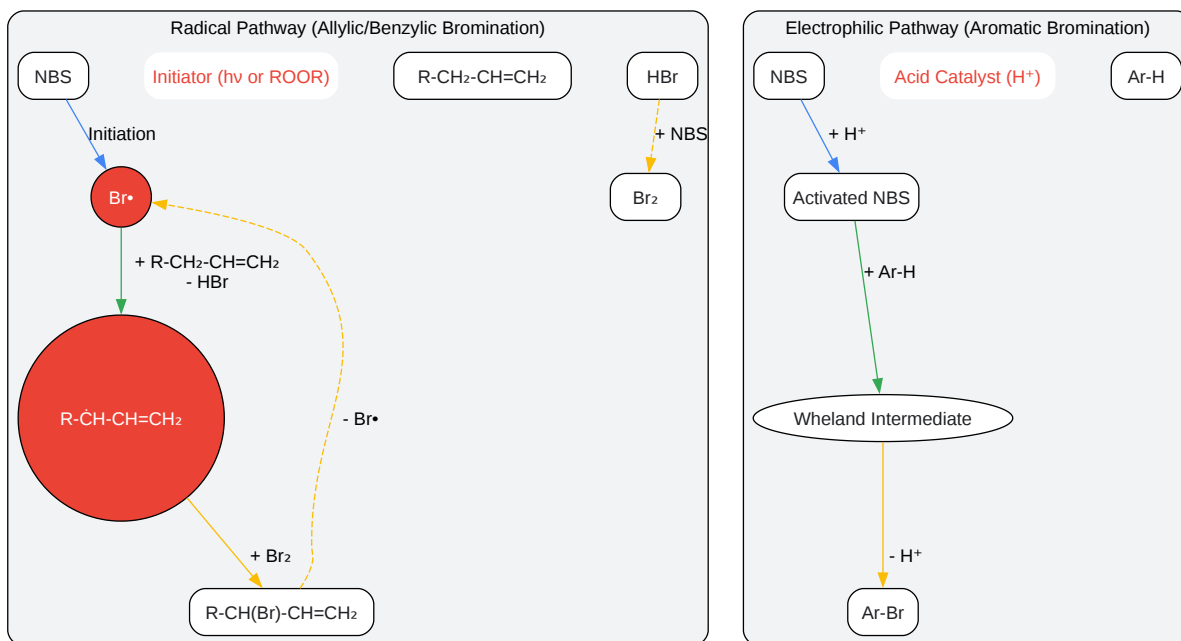 Radical Pathway (Allylic/Benzylic Bromination)
NBS
Initiator (hν or ROOR)
R-CH₂-CH=CH₂
HBr
Initiation
+ NBS
Br•
Br₂
+ R-CH₂-CH=CH₂
- HBr
R-ĊH-CH=CH₂
- Br•
+ Br₂
R-CH(Br)-CH=CH₂
Electrophilic Pathway (Aromatic Bromination)
NBS
Acid Catalyst (H⁺)
Ar-H
+ H⁺
Activated NBS
+ Ar-H
Wheland Intermediate
- H⁺
Ar-Br